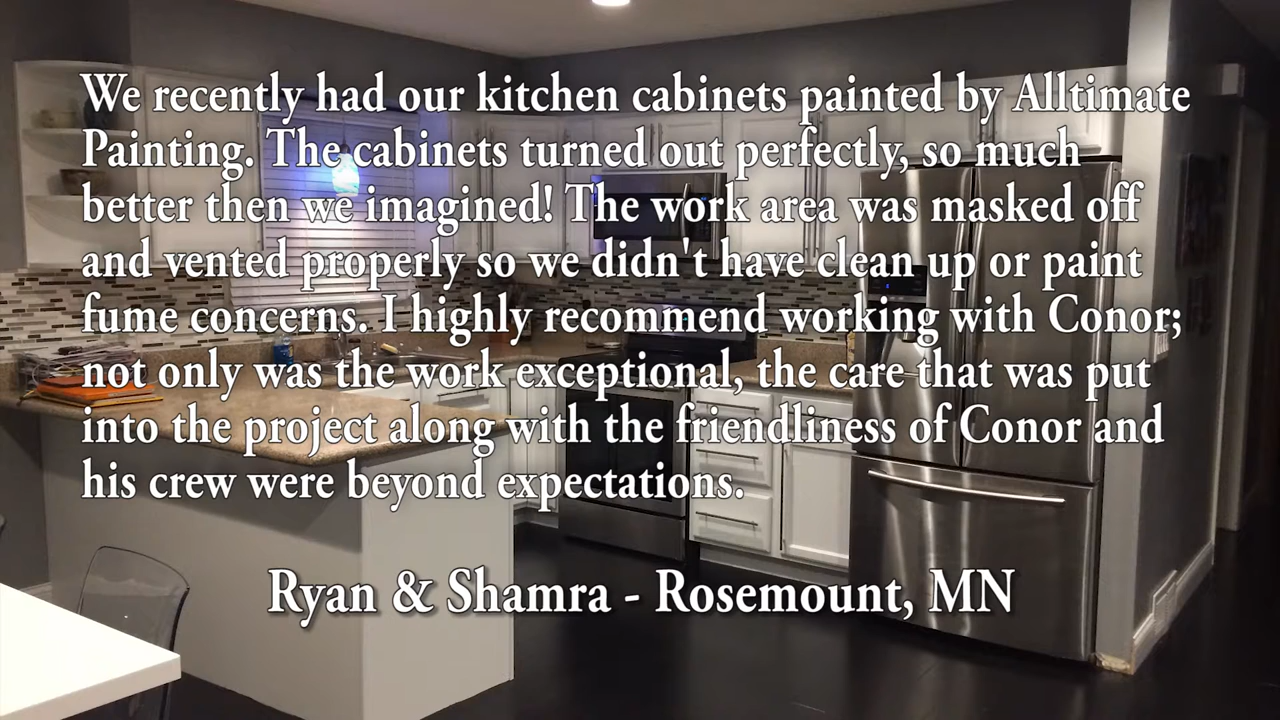 We recently had our kitchen cabinets painted by Alltimate
Painting. The cabinets turned out perfectly, so much
better then we imagined! The work area was masked off
and vented properly so we didn't have clean up or paint
fume concerns. I highly recommend working with Conor;
not only was the work exceptional, the care that was put
into the project along with the friendliness of Conor and
his crew were beyond expectations.
Ryan & Shamra - Rosemount, MN